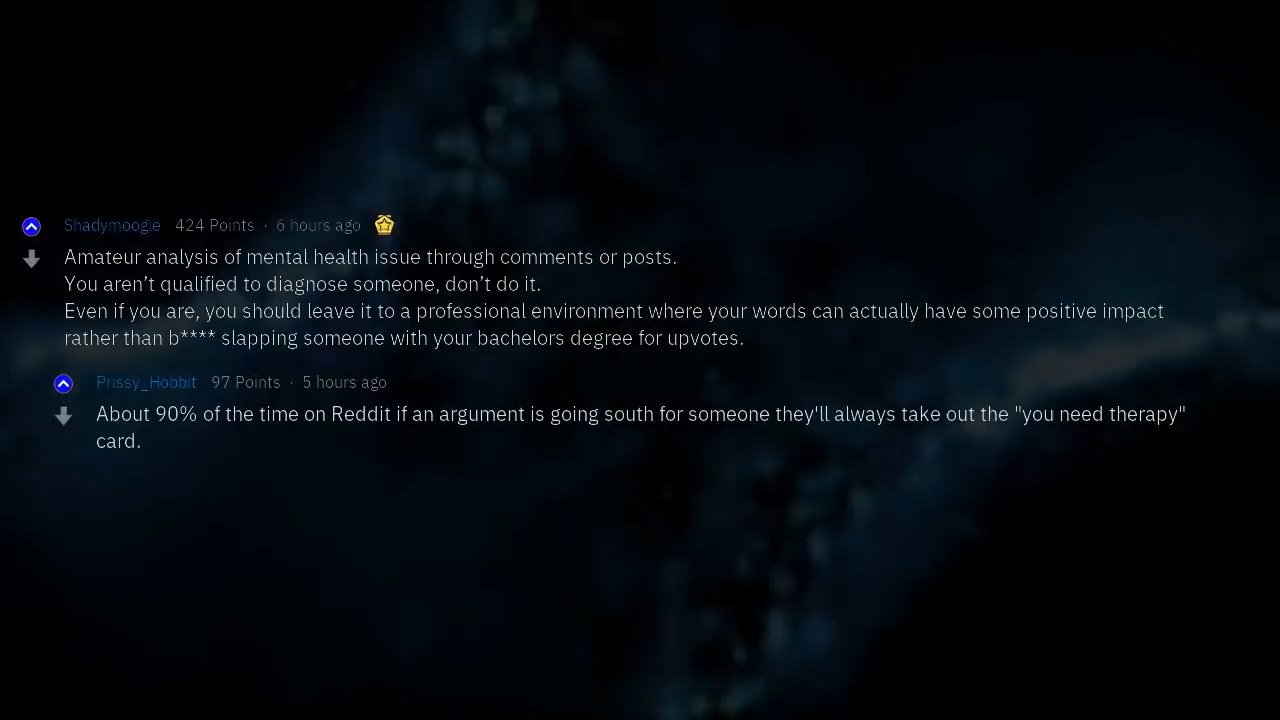 Shadymoogle 424 Points · 6 hours ago
Amateur analysis of mental health issue through comments or posts.
You aren’t qualified to diagnose someone, don’t do it.
Even if you are, you should leave it to a professional environment where your words can actually have some positive impact
rather than b**** slapping someone with your bachelors degree for upvotes.
Prissy_Hobbit 97 Points · 5 hours ago
About 90% of the time on Reddit if an argument is going south for someone they'll always take out the "you need therapy"
card.